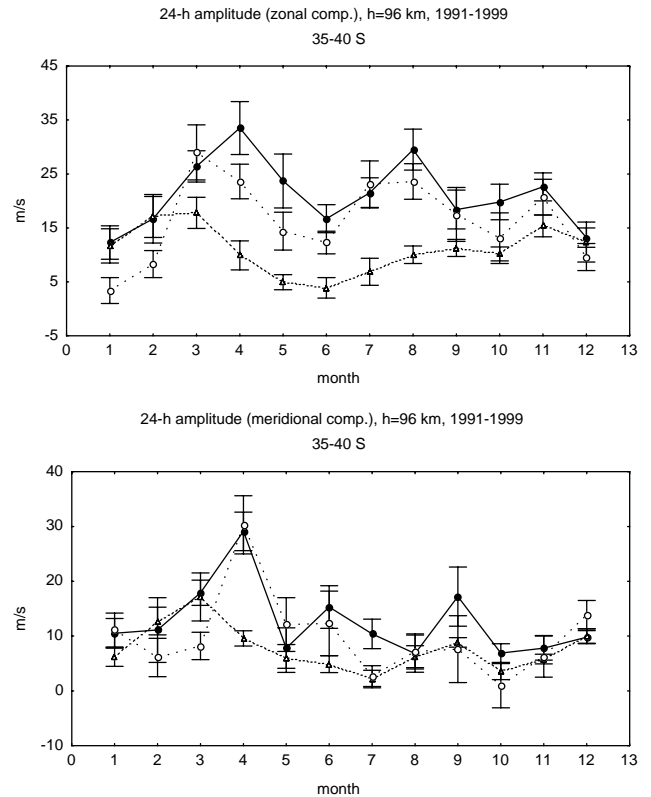 24-h amplitude (zonal comp.), h=96 km, 1991-1999
35-40 S
45
35
25
15
5
-5
m/s
0 1 2 3 4 5 6 7 8 9 10 11 12 13
month
24-h amplitude (meridional comp.), h=96 km, 1991-1999
35-40 S
40
30
20
10
0
-10
m/s
0 1 2 3 4 5 6 7 8 9 10 11 12 13
month